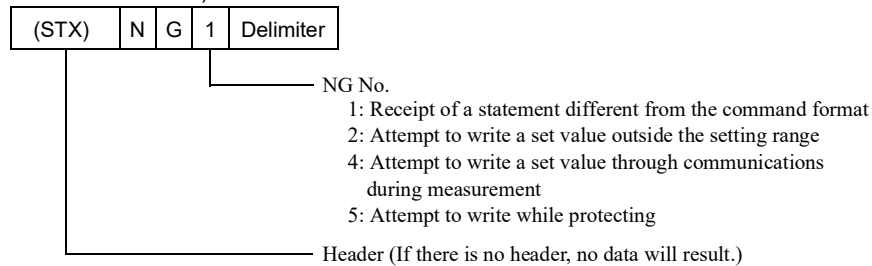 (STX) N G 1 Delimiter
NG No.
1: Receipt of a statement different from the command format
2: Attempt to write a set value outside the setting range
4: Attempt to write a set value through communications
during measurement
5: Attempt to write while protecting
Header (If there is no header, no data will result.)